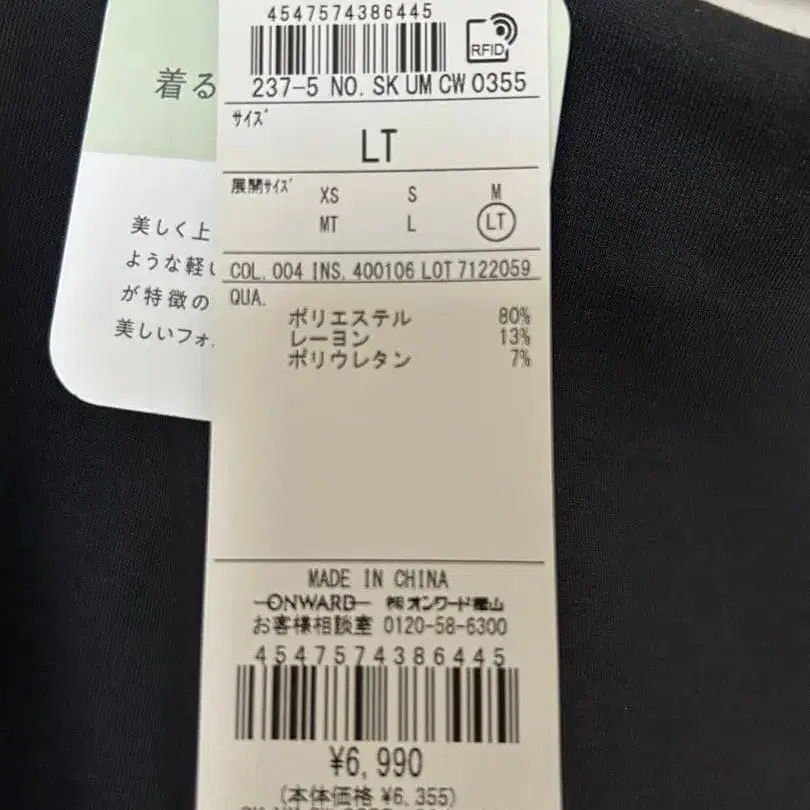 4547574386445
RFID
237-5 NO. SK UM CW 0355
サイズ
LT
展開サイズ XS S M
MT L LT
COL. 004 INS. 400106 LOT 7122059
QUA.
ポリエステル 80%
レーヨン 13%
ポリウレタン 7%
MADE IN CHINA
ONWARD ㈱オンワード樫山
お客様相談室 0120-58-6300
4547574386445
¥6,990
(本体価格 ¥6,355)
着る
美しく上
ような軽い
が特徴の
美しいフォル